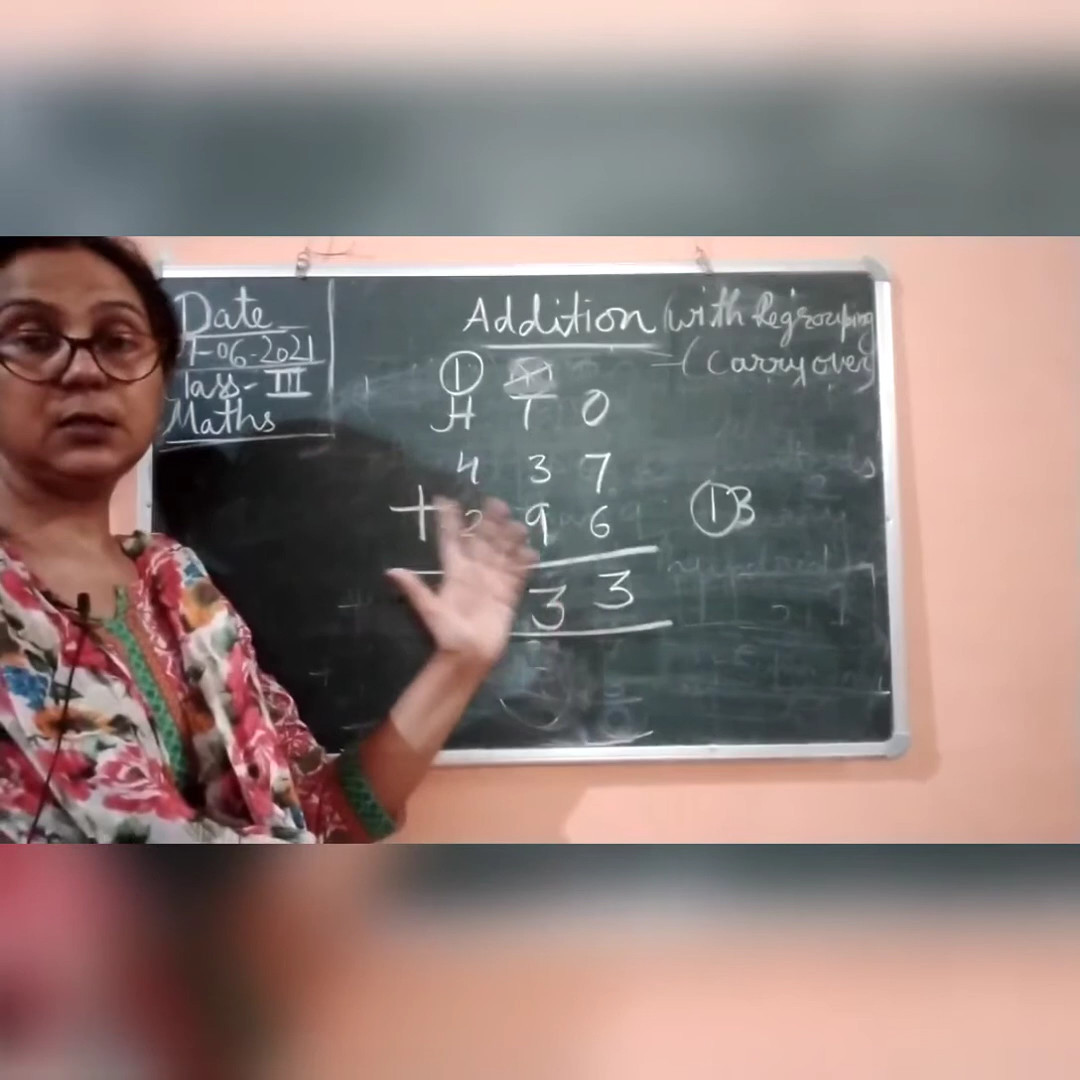 Date
-06-2021
lass- III
Maths
Addition (with Regrouping
(Carry over)
1 1
H T O
4 3 7
+ 2 9 6
13
3 3